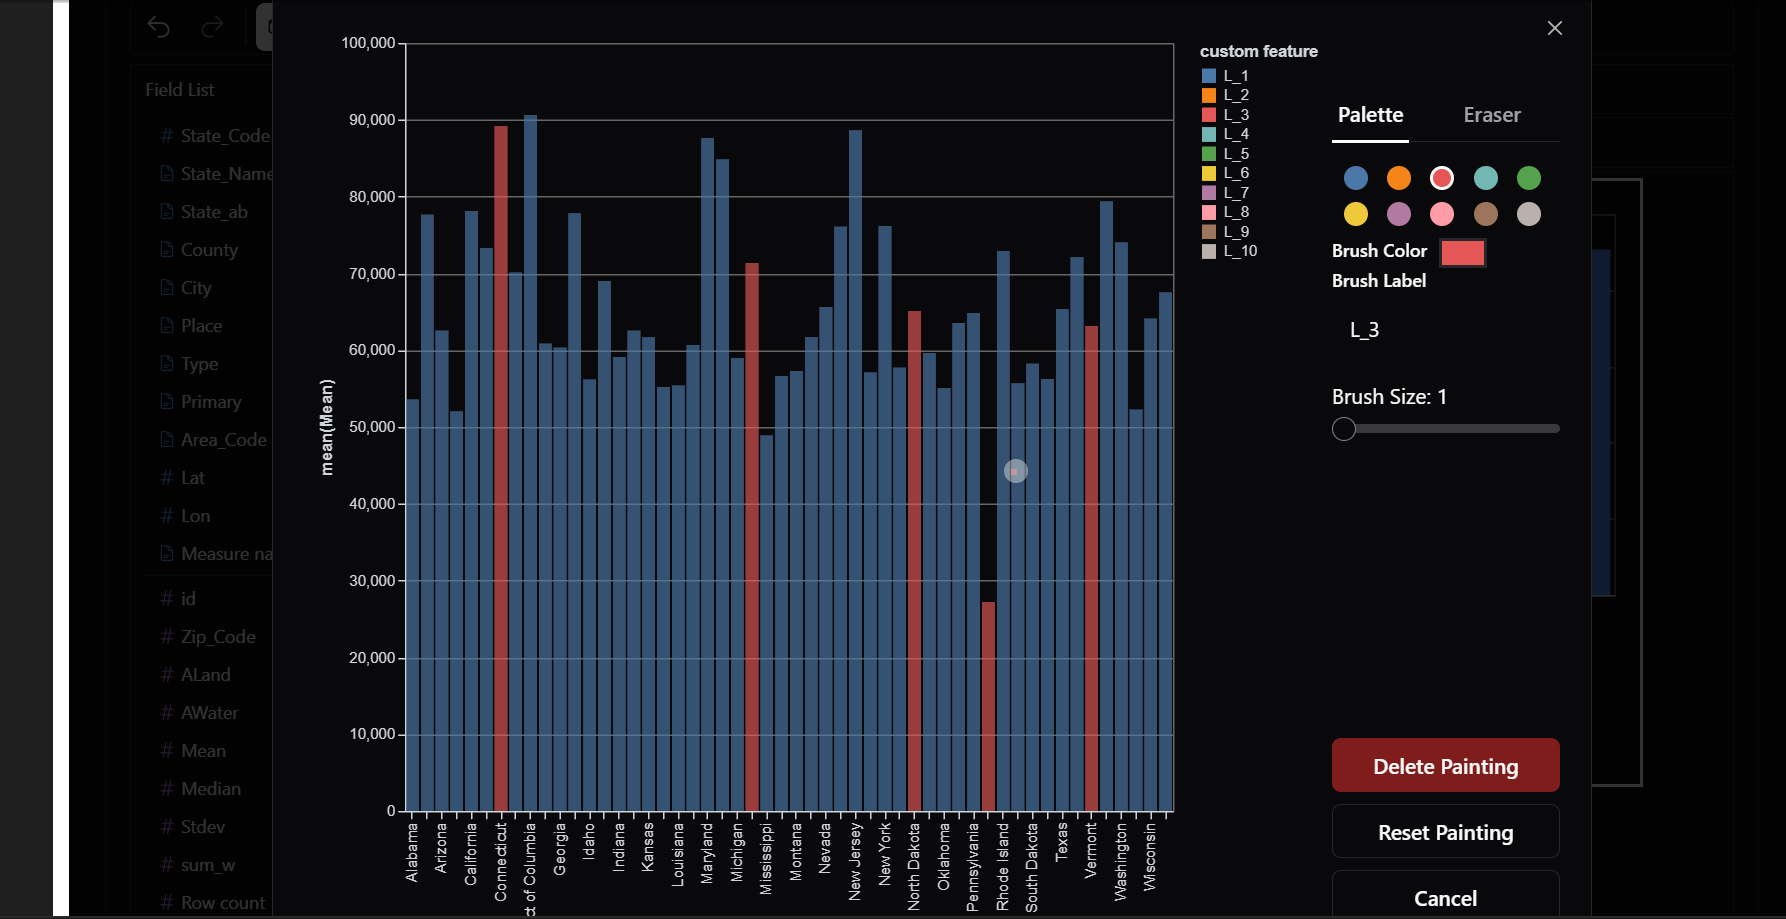 Field List
State_Code
State_Name
State_ab
County
City
Place
Type
Primary
Area_Code
Lat
Lon
Measure na
id
Zip_Code
ALand
AWater
Mean
Median
Stdev
sum_w
Row count
mean(Mean)
100,000
90,000
80,000
70,000
60,000
50,000
40,000
30,000
20,000
10,000
0
Alabama
Arizona
California
Connecticut
ct of Columbia
Georgia
Idaho
Indiana
Kansas
Louisiana
Maryland
Michigan
Mississippi
Montana
Nevada
New Jersey
New York
North Dakota
Oklahoma
Pennsylvania
Rhode Island
South Dakota
Texas
Vermont
Washington
Wisconsin
custom feature
L_1
L_2
L_3
L_4
L_5
L_6
L_7
L_8
L_9
L_10
Palette Eraser
Brush Color
Brush Label
L_3
Brush Size: 1
Delete Painting
Reset Painting
Cancel